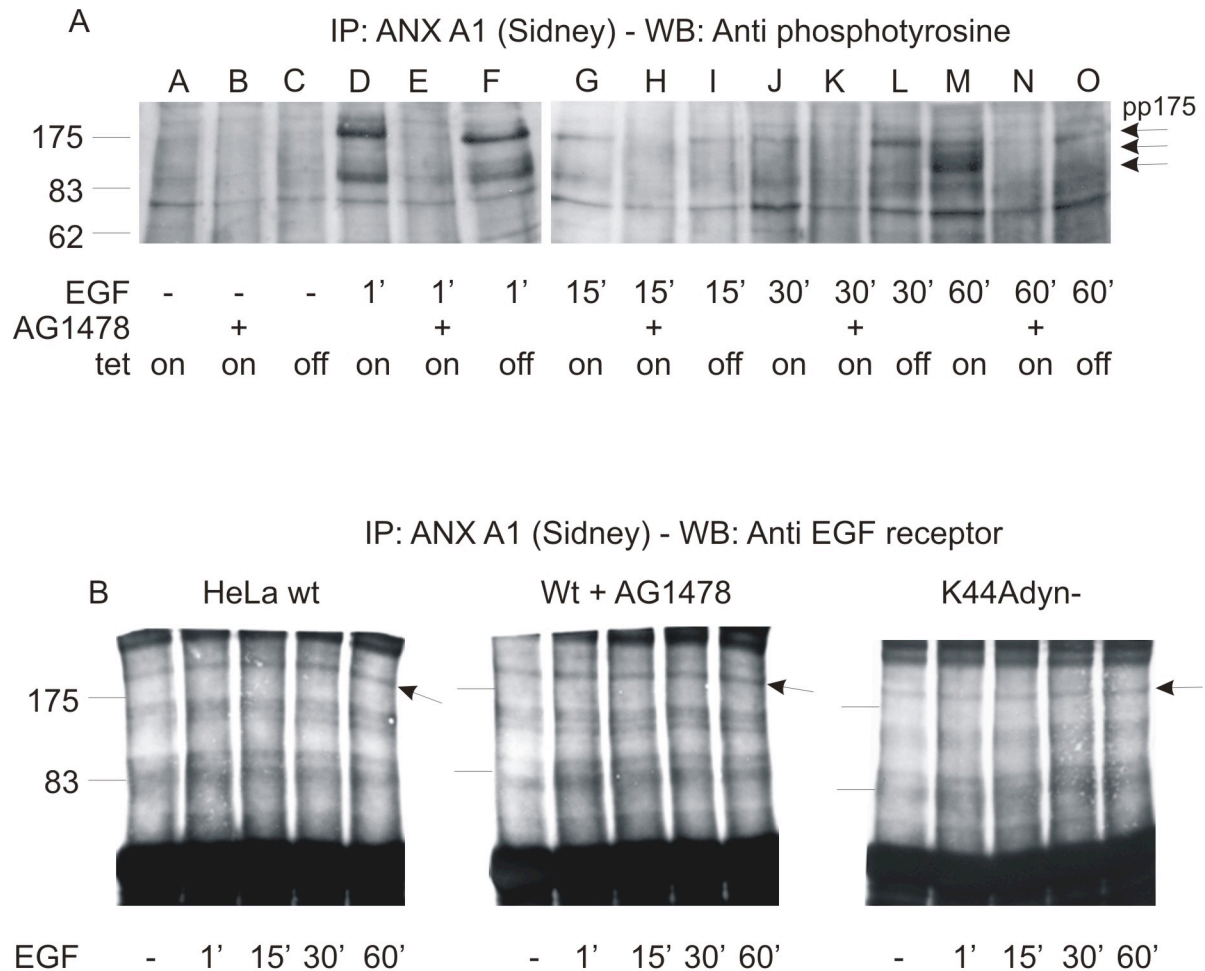 A
IP: ANX A1 (Sidney) - WB: Anti phosphotyrosine
A B C D E F G H I J K L M N O
pp175
175
83
62
EGF - - - 1’ 1’ 1’ 15’ 15’ 15’ 30’ 30’ 30’ 60’ 60’ 60’
AG1478 + + + + +
tet on on off on on off on on off on on off on on off
IP: ANX A1 (Sidney) - WB: Anti EGF receptor
B HeLa wt Wt + AG1478 K44Adyn-
175
83
EGF - 1’ 15’ 30’ 60’ - 1’ 15’ 30’ 60’ - 1’ 15’ 30’ 60’